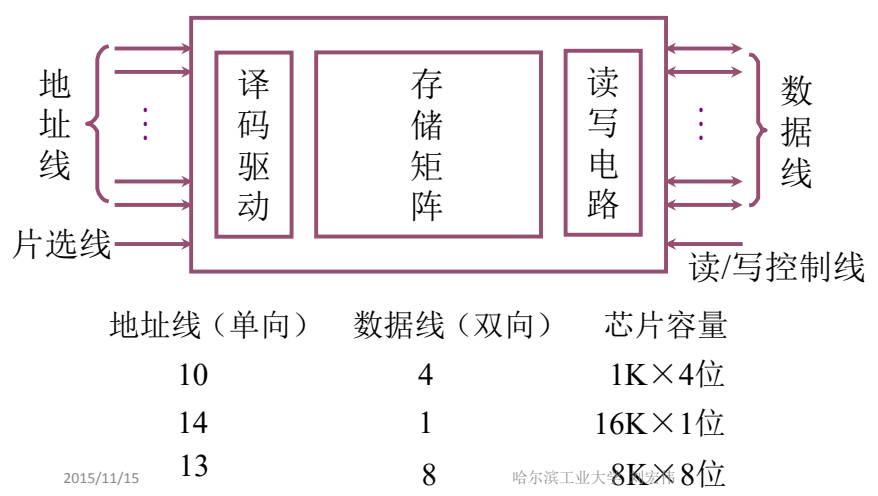 地址线
译码驱动
存储矩阵
读写电路
数据线
片选线
读/写控制线
地址线（单向） 数据线（双向） 芯片容量
10 4 1K×4位
14 1 16K×1位
13 8 8K×8位
2015/11/15 哈尔滨工业大学 刘宏伟